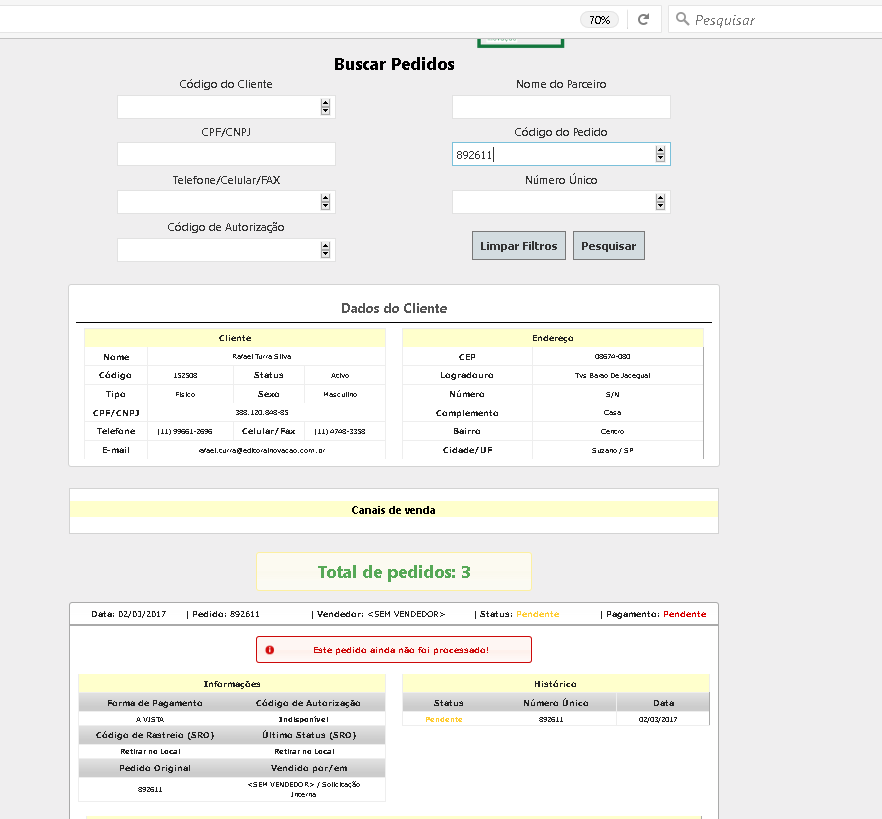 70%
Pesquisar
Buscar Pedidos
Código do Cliente
Nome do Parceiro
CPF/CNPJ
Código do Pedido
892611
Telefone/Celular/FAX
Número Único
Código de Autorização
Limpar Filtros Pesquisar
Dados do Cliente
Cliente
Nome Rafael Turra Silva
Código 152508 Status Ativo
Tipo Físico Sexo Masculino
CPF/CNPJ 388.120.848-85
Telefone (11) 99661-2696 Celular/Fax (11) 4748-3358
E-mail rafael.turra@editorainovacao.com.br
Endereço
CEP 08674-080
Logradouro Tvs Barao De Jaceguai
Número S/N
Complemento Casa
Bairro Centro
Cidade/UF Suzano / SP
Canais de venda
Total de pedidos: 3
Data: 02/03/2017 | Pedido: 892611 | Vendedor: <SEM VENDEDOR> | Status: Pendente | Pagamento: Pendente
Este pedido ainda não foi processado!
Informações
Forma de Pagamento Código de Autorização
A VISTA Indisponível
Código de Rastreio (SRO) Último Status (SRO)
Retirar no Local Retirar no Local
Pedido Original Vendido por/em
892611 <SEM VENDEDOR> / Solicitação
Interna
Histórico
Status Número Único Data
Pendente 892611 02/03/2017